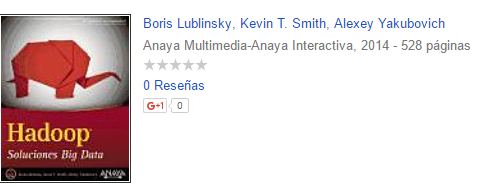 Hadoop
Soluciones Big Data
ANAYA
Boris Lublinsky, Kevin T. Smith, Alexey Yakubovich
Anaya Multimedia-Anaya Interactiva, 2014 - 528 páginas
0 Reseñas
G+1 0